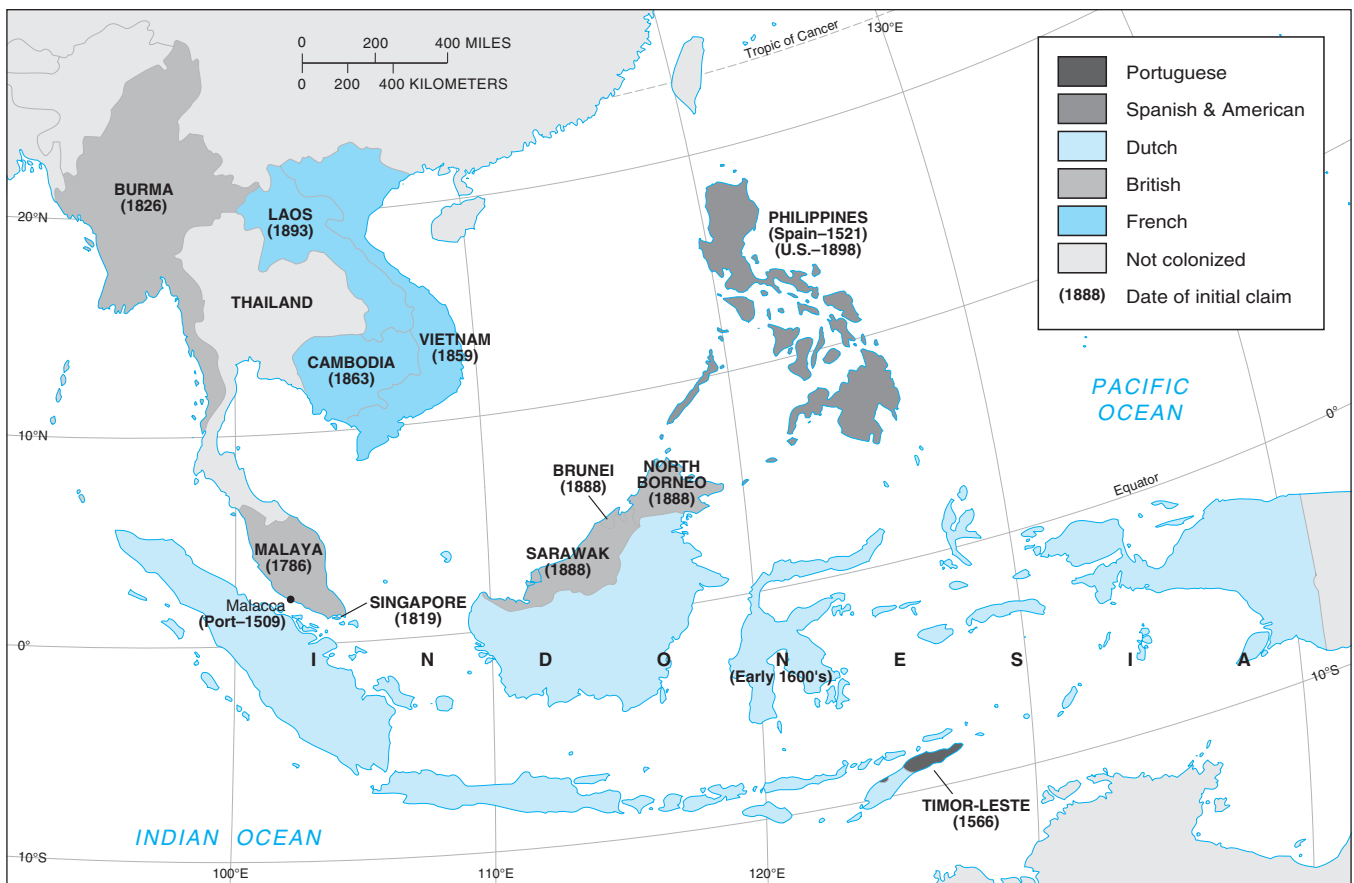 0 200 400 MILES
0 200 400 KILOMETERS
Tropic of Cancer
130°E
Portuguese
Spanish & American
Dutch
British
French
Not colonized
(1888) Date of initial claim
BURMA
(1826)
20°N
LAOS
(1893)
THAILAND
VIETNAM
(1859)
CAMBODIA
(1863)
PHILIPPINES
(Spain–1521)
(U.S.–1898)
PACIFIC
OCEAN
0°
10°N
Equator
BRUNEI
(1888)
NORTH
BORNEO
(1888)
MALAYA
(1786)
SARAWAK
(1888)
Malacca
(Port–1509)
SINGAPORE
(1819)
0°
I N D O N E S I A
(Early 1600's)
10°S
TIMOR-LESTE
(1566)
INDIAN OCEAN
10°S
100°E
110°E
120°E